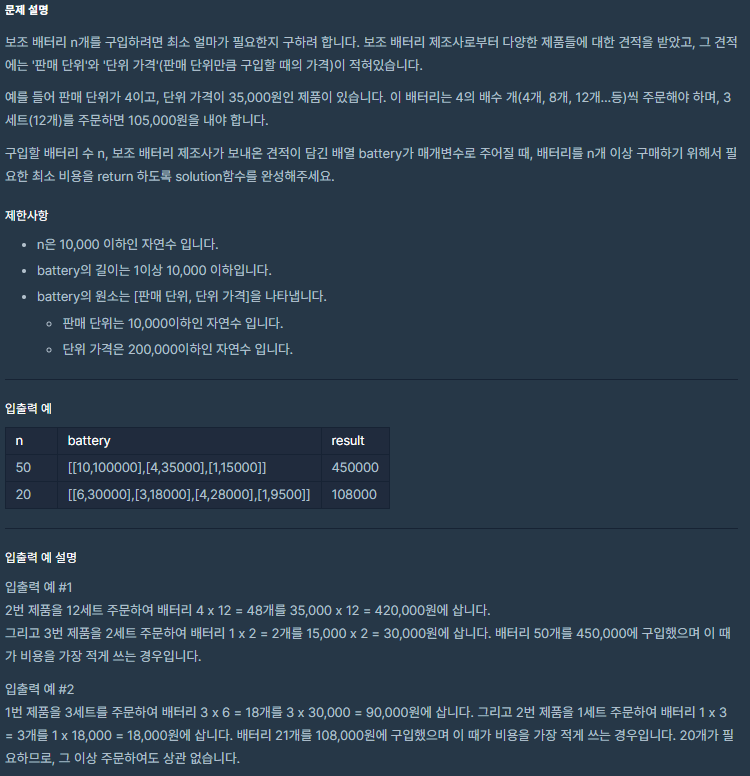 문제 설명
보조 배터리 n개를 구입하려면 최소 얼마가 필요한지 구하려 합니다. 보조 배터리 제조사로부터 다양한 제품들에 대한 견적을 받았고, 그 견적
에는 '판매 단위'와 '단위 가격'(판매 단위만큼 구입할 때의 가격)이 적혀있습니다.
예를 들어 판매 단위가 4이고, 단위 가격이 35,000원인 제품이 있습니다. 이 배터리는 4의 배수 개(4개, 8개, 12개...등)씩 주문해야 하며, 3
세트(12개)를 주문하면 105,000원을 내야 합니다.
구입할 배터리 수 n, 보조 배터리 제조사가 보내온 견적이 담긴 배열 battery가 매개변수로 주어질 때, 배터리를 n개 이상 구매하기 위해서 필
요한 최소 비용을 return 하도록 solution함수를 완성해주세요.
제한사항
• n은 10,000 이하인 자연수 입니다.
• battery의 길이는 1이상 10,000 이하입니다.
• battery의 원소는 [판매 단위, 단위 가격]을 나타냅니다.
◦ 판매 단위는 10,000이하인 자연수 입니다.
◦ 단위 가격은 200,000이하인 자연수 입니다.
입출력 예
n battery result
50 [[10,100000],[4,35000],[1,15000]] 450000
20 [[6,30000],[3,18000],[4,28000],[1,9500]] 108000
입출력 예 설명
입출력 예 #1
2번 제품을 12세트 주문하여 배터리 4 x 12 = 48개를 35,000 x 12 = 420,000원에 삽니다.
그리고 3번 제품을 2세트 주문하여 배터리 1 x 2 = 2개를 15,000 x 2 = 30,000원에 삽니다. 배터리 50개를 450,000에 구입했으며 이 때
가 비용을 가장 적게 쓰는 경우입니다.
입출력 예 #2
1번 제품을 3세트를 주문하여 배터리 3 x 6 = 18개를 3 x 30,000 = 90,000원에 삽니다. 그리고 2번 제품을 1세트 주문하여 배터리 1 x 3
= 3개를 1 x 18,000 = 18,000원에 삽니다. 배터리 21개를 108,000원에 구입했으며 이 때가 비용을 가장 적게 쓰는 경우입니다. 20개가 필
요하므로, 그 이상 주문하여도 상관 없습니다.